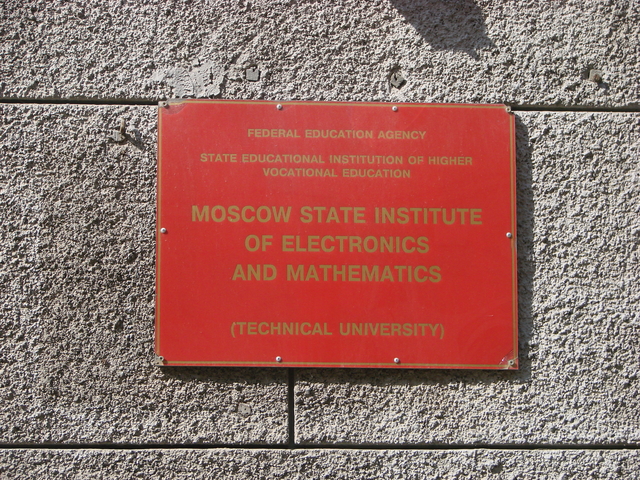 FEDERAL EDUCATION AGENCY
STATE EDUCATIONAL INSTITUTION OF HIGHER
VOCATIONAL EDUCATION
MOSCOW STATE INSTITUTE
OF ELECTRONICS
AND MATHEMATICS
(TECHNICAL UNIVERSITY)